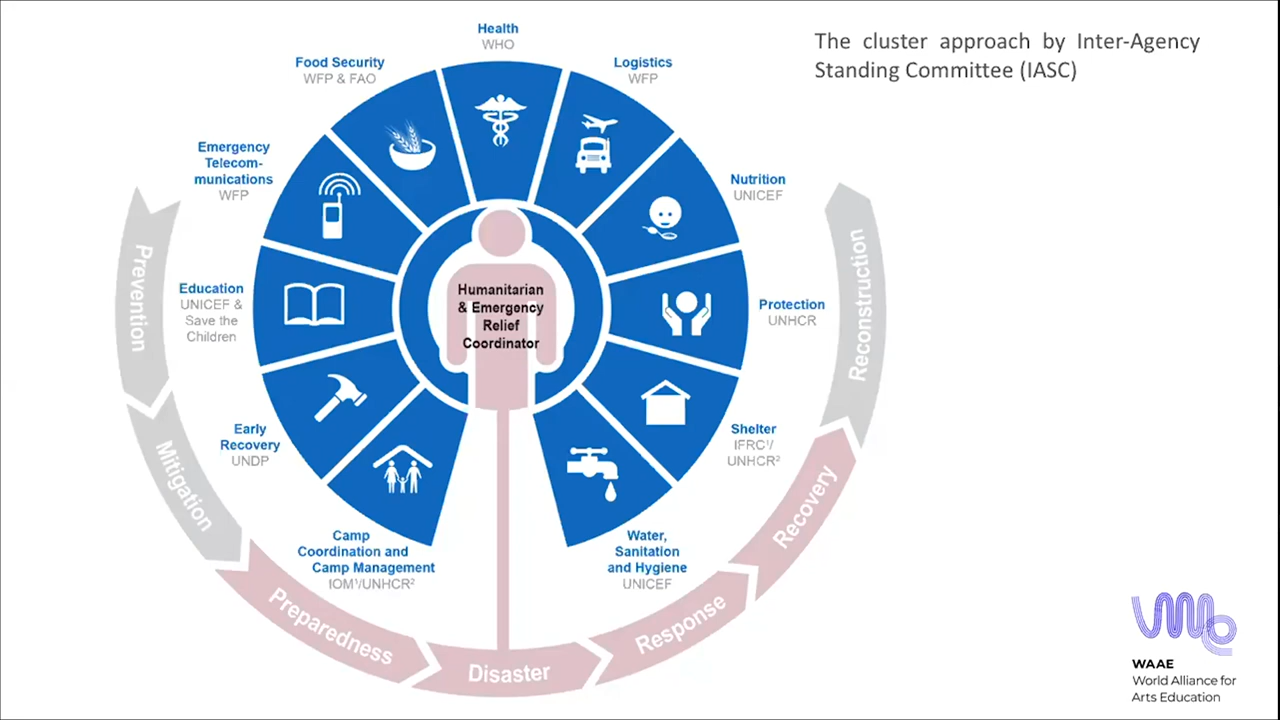 The cluster approach by Inter-Agency
Standing Committee (IASC)
Health
WHO
Logistics
WFP
Nutrition
UNICEF
Protection
UNHCR
Shelter
IFRC¹/
UNHCR²
Water,
Sanitation
and Hygiene
UNICEF
Camp
Coordination and
Camp Management
IOM¹/UNHCR²
Early
Recovery
UNDP
Education
UNICEF &
Save the
Children
Emergency
Telecom-
munications
WFP
Food Security
WFP & FAO
Humanitarian
& Emergency
Relief
Coordinator
Prevention
Mitigation
Preparedness
Disaster
Response
Recovery
Reconstruction
WAAE
World Alliance for
Arts Education